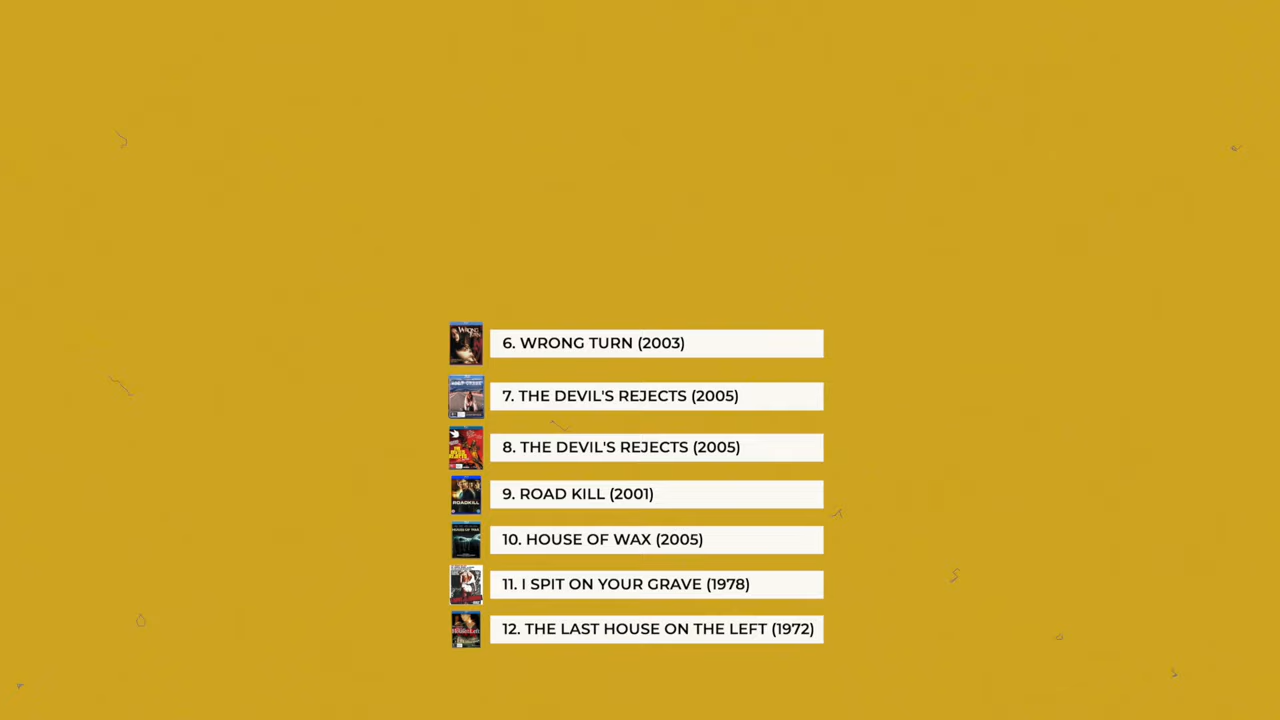 6. WRONG TURN (2003)
7. THE DEVIL'S REJECTS (2005)
8. THE DEVIL'S REJECTS (2005)
9. ROAD KILL (2001)
10. HOUSE OF WAX (2005)
11. I SPIT ON YOUR GRAVE (1978)
12. THE LAST HOUSE ON THE LEFT (1972)